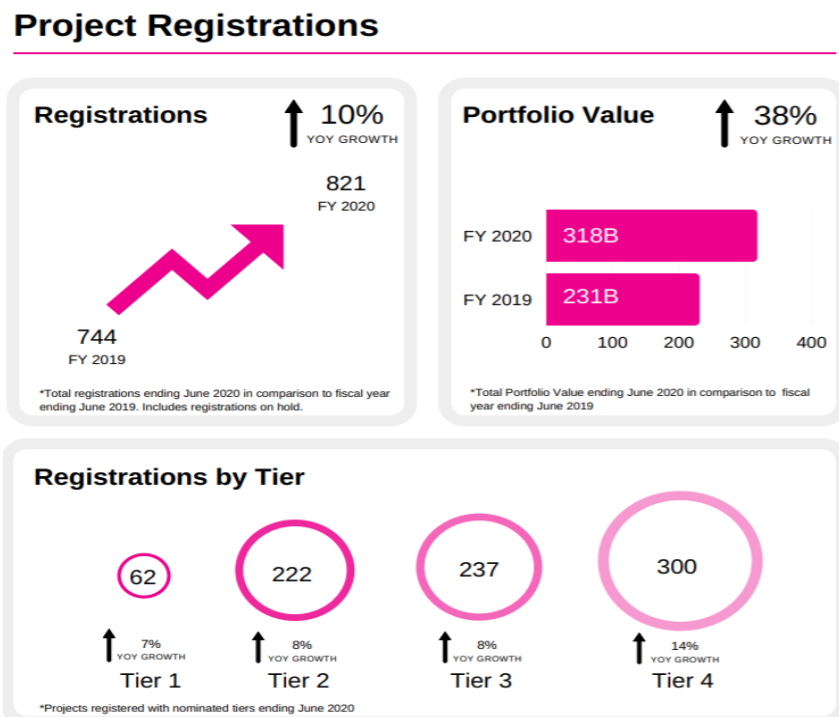 Project Registrations
Registrations
10%
YOY GROWTH
821
FY 2020
744
FY 2019
*Total registrations ending June 2020 in comparison to fiscal year
ending June 2019. Includes registrations on hold.
Portfolio Value
38%
YOY GROWTH
FY 2020
318B
FY 2019
231B
0 100 200 300 400
*Total Portfolio Value ending June 2020 in comparison to fiscal
year ending June 2019
Registrations by Tier
62
7%
YOY GROWTH
Tier 1
222
8%
YOY GROWTH
Tier 2
237
8%
YOY GROWTH
Tier 3
300
14%
YOY GROWTH
Tier 4
*Projects registered with nominated tiers ending June 2020